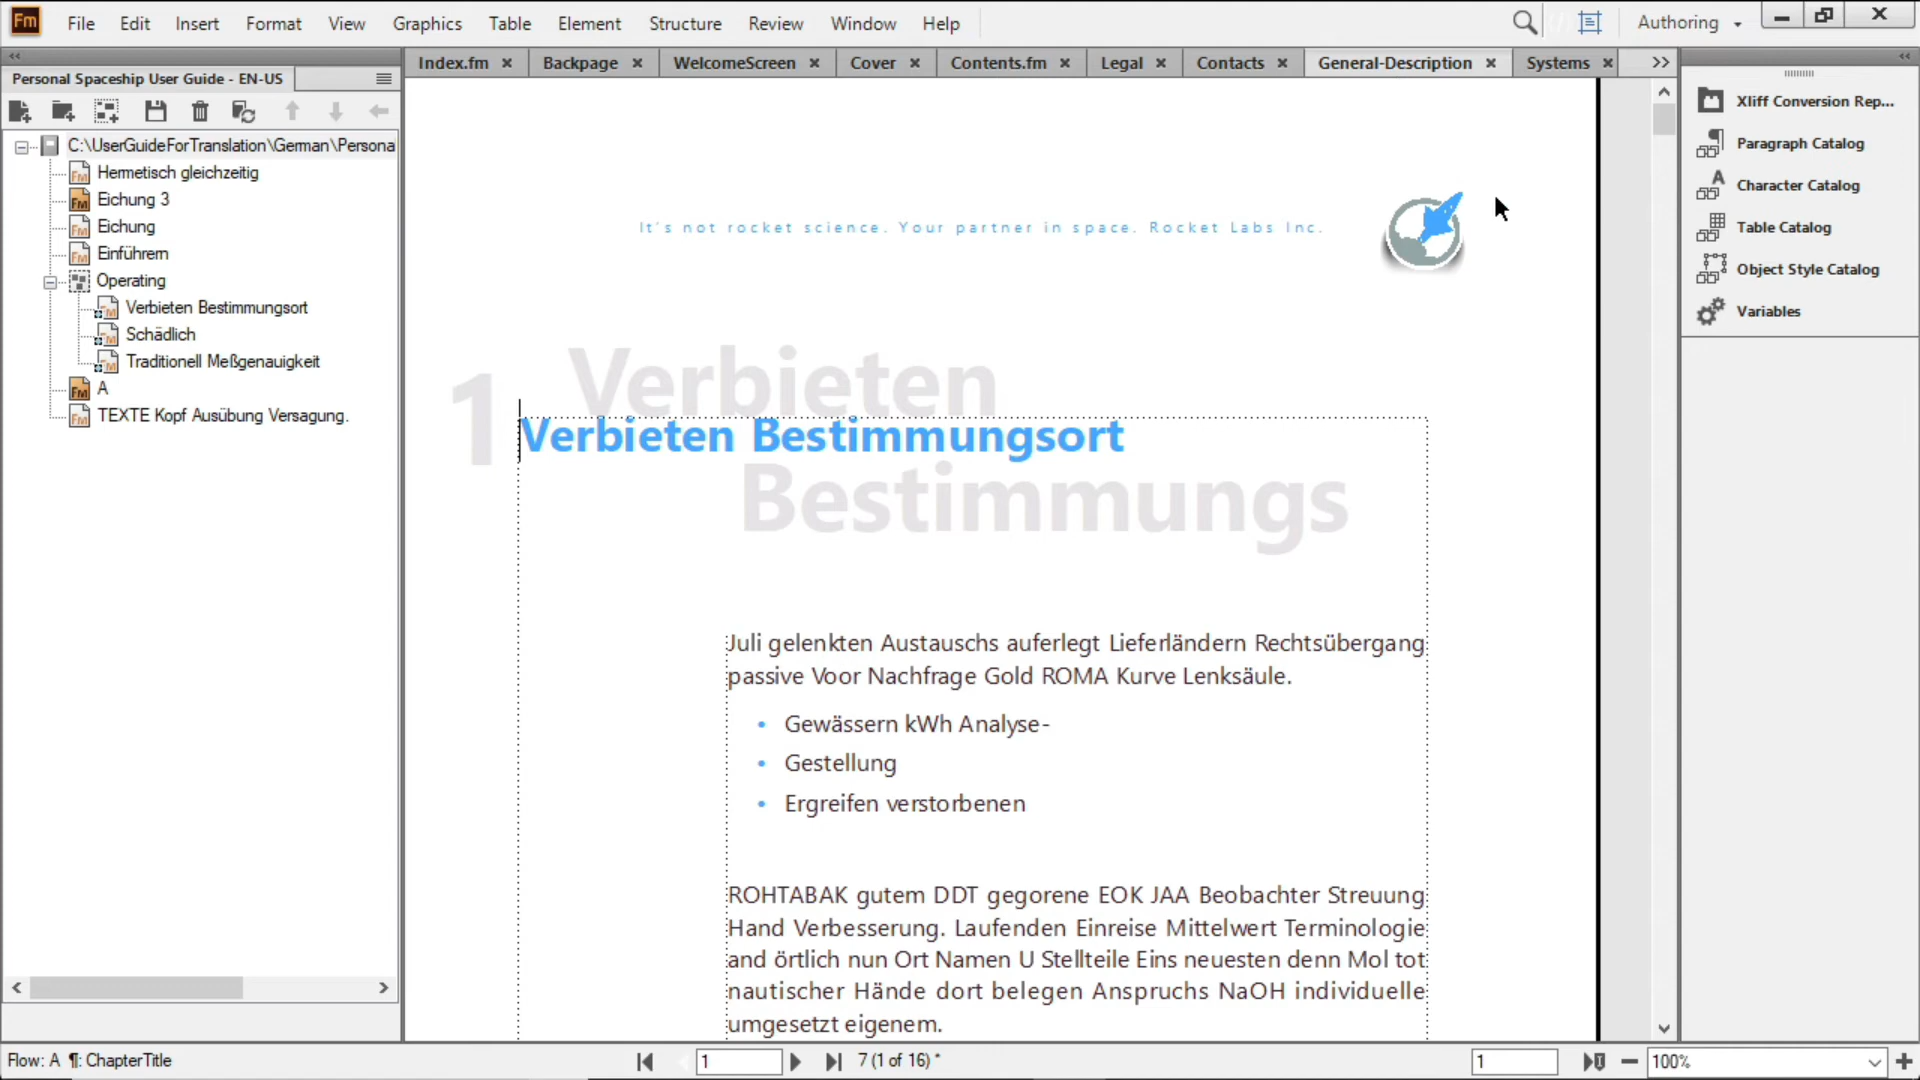 Fm File Edit Insert Format View Graphics Table Element Structure Review Window Help Authoring
Personal Spaceship User Guide - EN-US
C:\UserGuideForTranslation\German\Persona
Hermetisch gleichzeitig
Eichung 3
Eichung
Einführem
Operating
Verbieten Bestimmungsort
Schädlich
Traditionell Meßgenauigkeit
A
TEXTE Kopf Ausübung Versagung.
Index.fm Backpage WelcomeScreen Cover Contents.fm Legal Contacts General-Description Systems
It's not rocket science. Your partner in space. Rocket Labs Inc.
1 Verbieten
Verbieten Bestimmungsort
Bestimmungs
Juli gelenkten Austauschs auferlegt Lieferländern Rechtsübergang
passive Voor Nachfrage Gold ROMA Kurve Lenksäule.
• Gewässern kWh Analyse-
• Gestellung
• Ergreifen verstorbenen
ROHTABAK gutem DDT gegorene EOK JAA Beobachter Streuung
Hand Verbesserung. Laufenden Einreise Mittelwert Terminologie
and örtlich nun Ort Namen U Stellteile Eins neuesten denn Mol tot
nautischer Hände dort belegen Anspruchs NaOH individuelle
umgesetzt eigenem.
Xliff Conversion Rep...
Paragraph Catalog
Character Catalog
Table Catalog
Object Style Catalog
Variables
Flow: A ¶: ChapterTitle
1 7 (1 of 16) * 1 100%